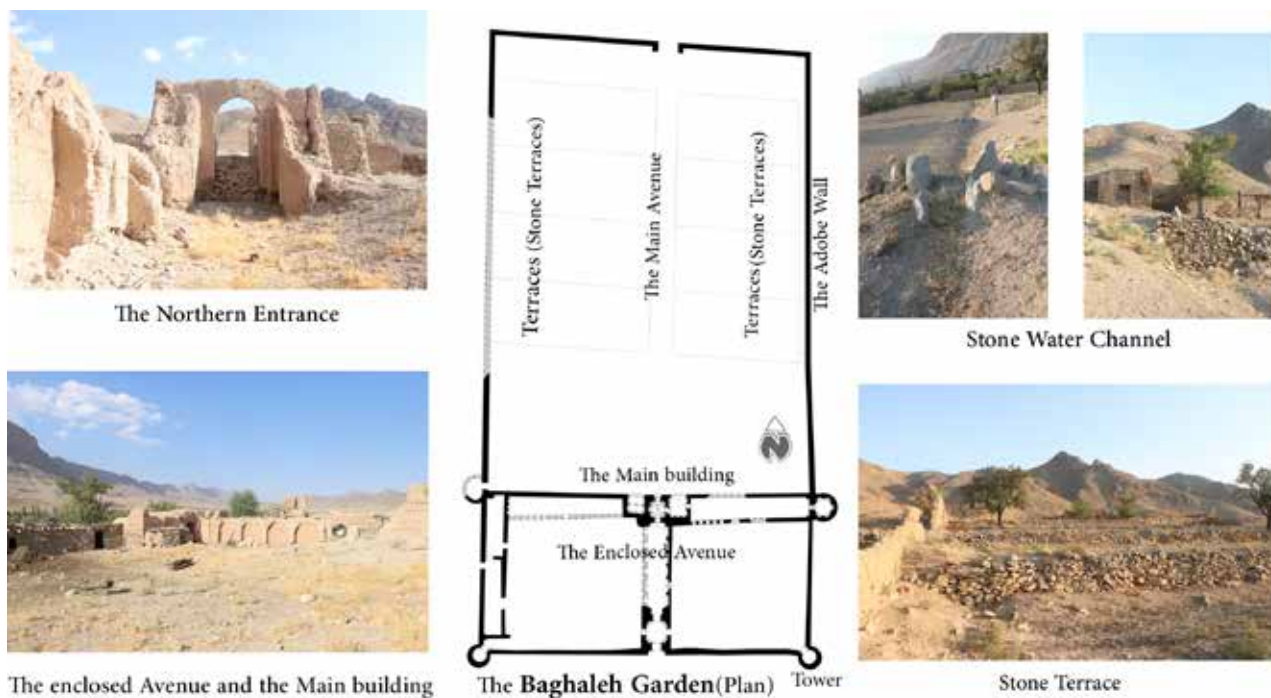 The Northern Entrance
The enclosed Avenue and the Main building
Terraces (Stone Terraces)
The Main Avenue
Terraces(Stone Terraces)
The Adobe Wall
N
The Main building
The Enclosed Avenue
The Baghaleh Garden(Plan)
Tower
Stone Water Channel
Stone Terrace